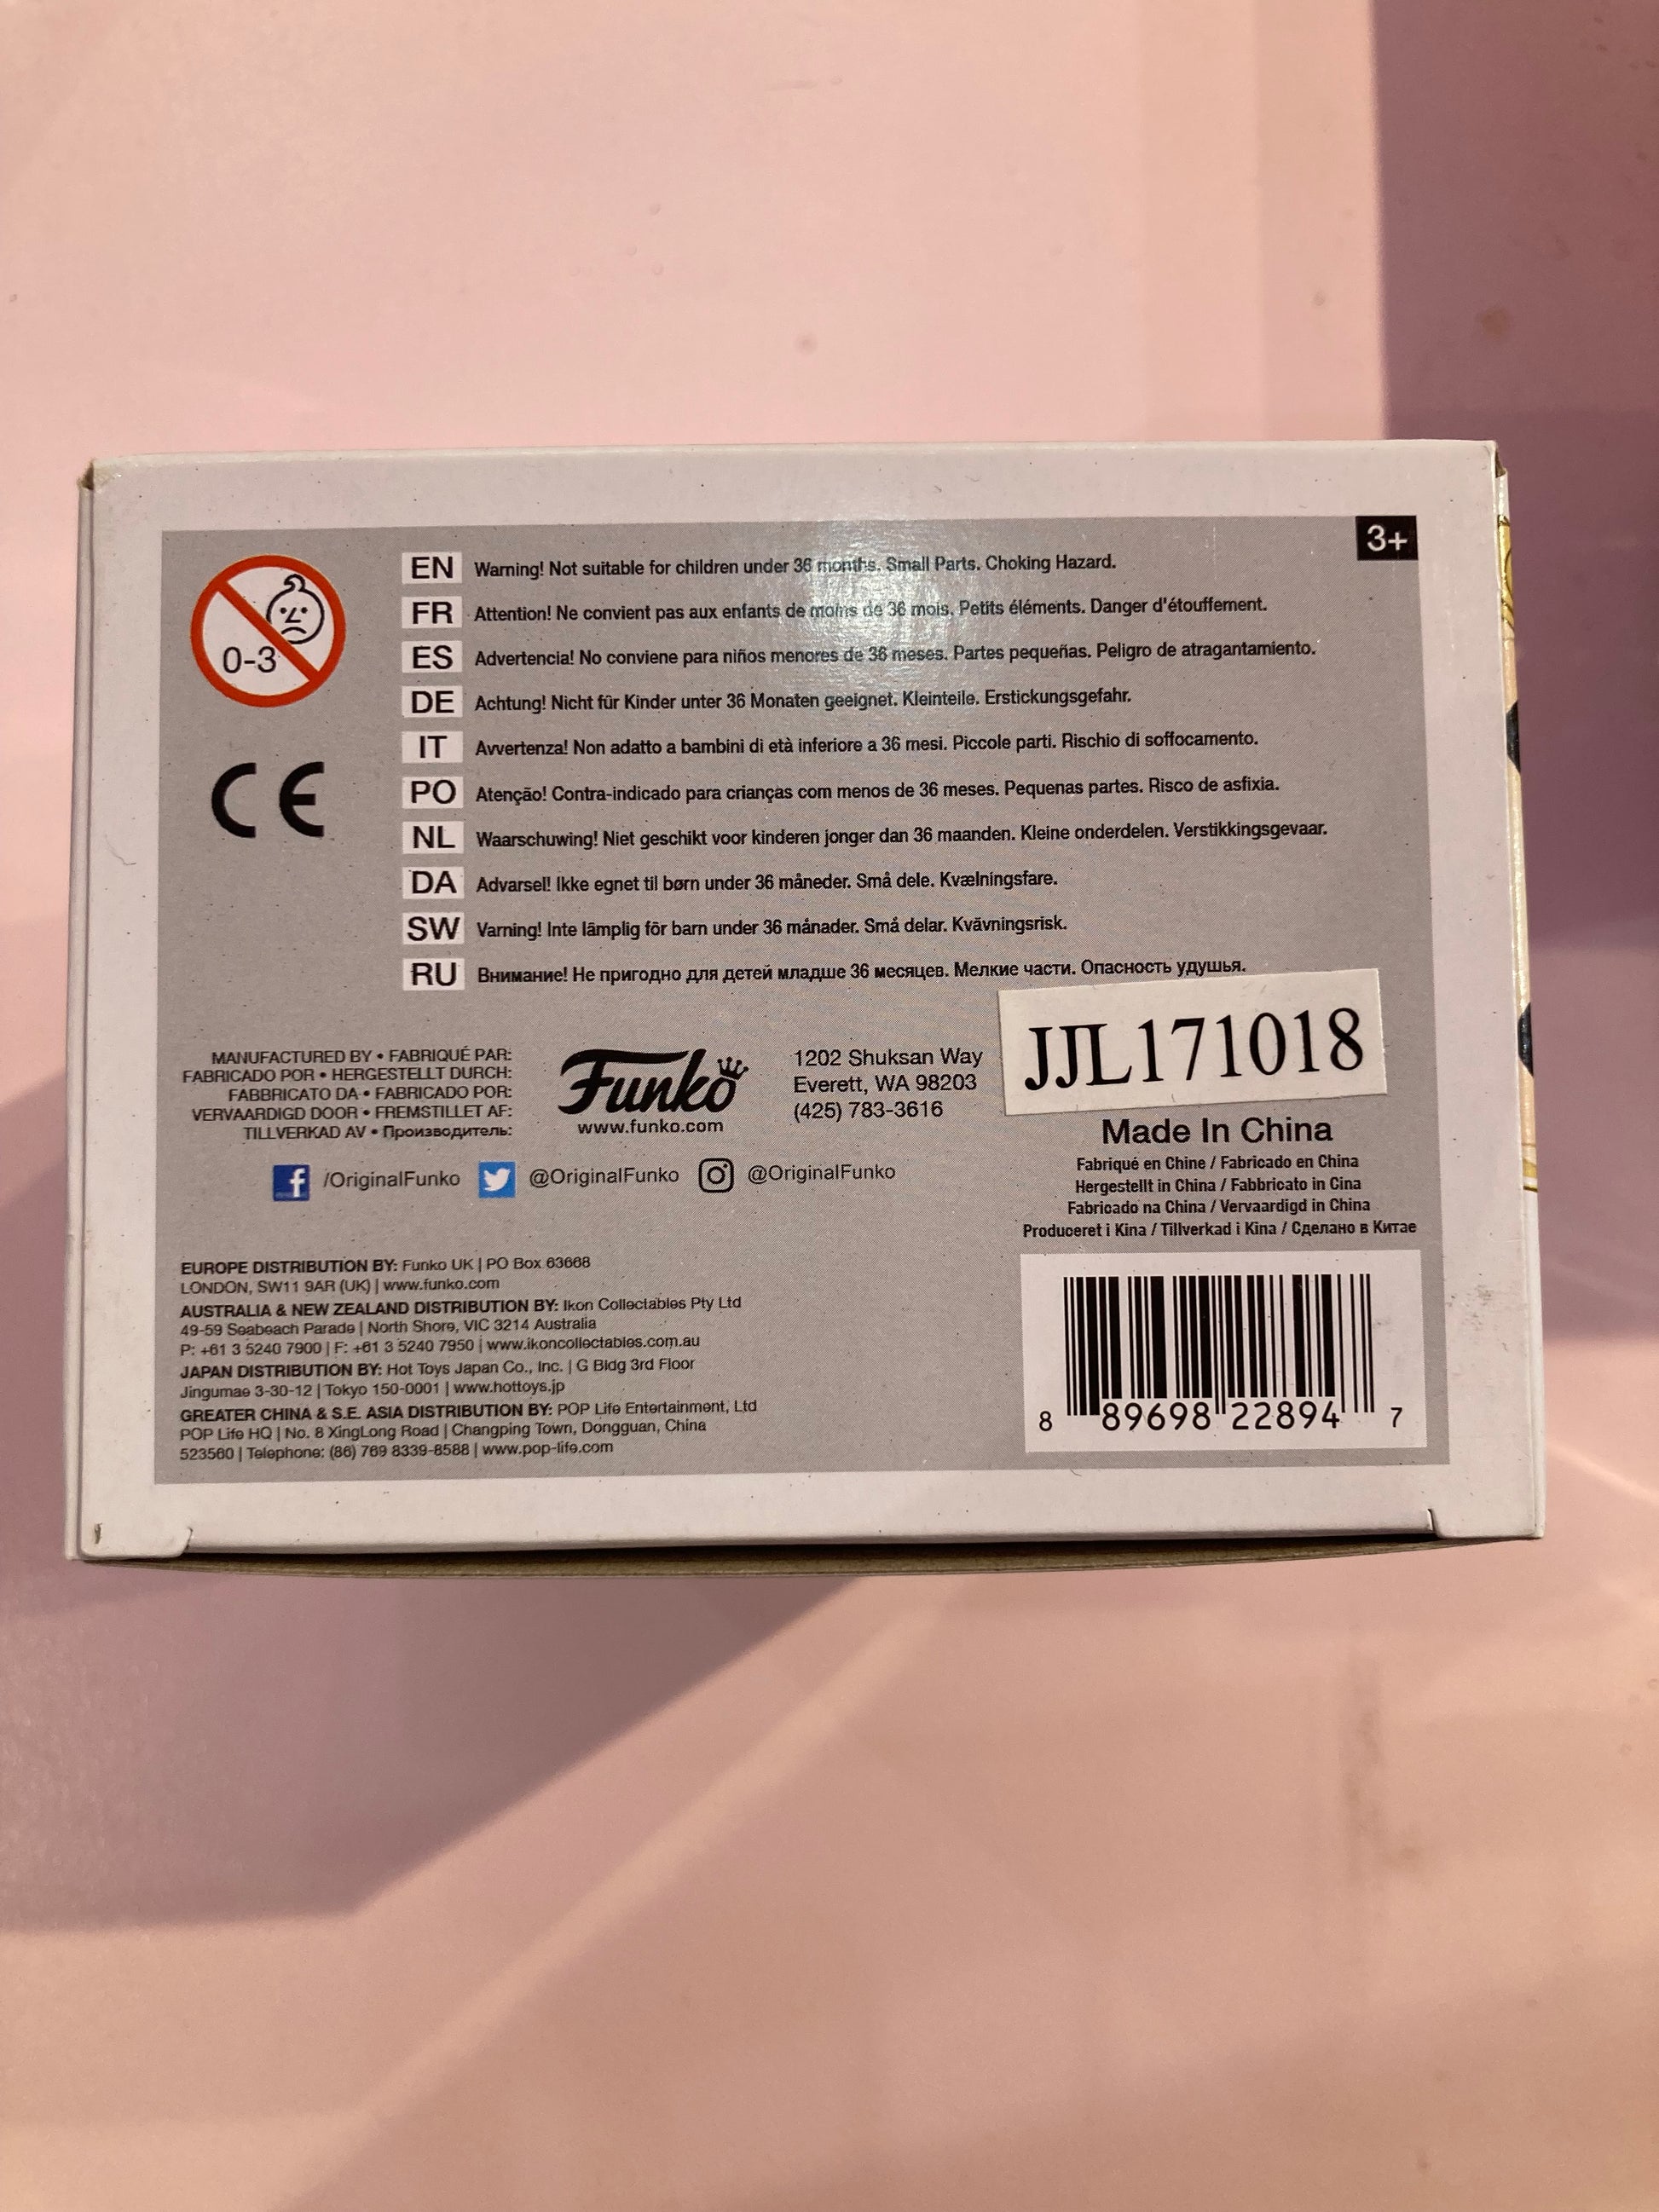 3+
0-3
CE
EN Warning! Not suitable for children under 36 months. Small Parts. Choking Hazard.
FR Attention! Ne convient pas aux enfants de moins de 36 mois. Petits éléments. Danger d'étouffement.
ES Advertencia! No conviene para niños menores de 36 meses. Partes pequeñas. Peligro de atragantamiento.
DE Achtung! Nicht für Kinder unter 36 Monaten geeignet. Kleinteile. Erstickungsgefahr.
IT Avvertenza! Non adatto a bambini di età inferiore a 36 mesi. Piccole parti. Rischio di soffocamento.
PO Atenção! Contra-indicado para crianças com menos de 36 meses. Pequenas partes. Risco de asfixia.
NL Waarschuwing! Niet geschikt voor kinderen jonger dan 36 maanden. Kleine onderdelen. Verstikkingsgevaar.
DA Advarsel! Ikke egnet til børn under 36 måneder. Små dele. Kvælningsfare.
SW Varning! Inte lämplig för barn under 36 månader. Små delar. Kvävningsrisk.
RU Внимание! Не пригодно для детей младше 36 месяцев. Мелкие части. Опасность удушья.
MANUFACTURED BY • FABRIQUÉ PAR:
FABRICADO POR • HERGESTELLT DURCH:
FABBRICATO DA • FABRICADO POR:
VERVAARDIGD DOOR • FREMSTILLET AF:
TILLVERKAD AV • Производитель:
Funko
www.funko.com
1202 Shuksan Way
Everett, WA 98203
(425) 783-3616
JJL171018
Made In China
Fabriqué en Chine / Fabricado en China
Hergestellt in China / Fabbricato in Cina
Fabricado na China / Vervaardigd in China
Produceret i Kina / Tillverkad i Kina / Сделано в Китае
/OriginalFunko @OriginalFunko @OriginalFunko
EUROPE DISTRIBUTION BY: Funko UK | PO Box 63668
LONDON, SW11 9AR (UK) | www.funko.com
AUSTRALIA & NEW ZEALAND DISTRIBUTION BY: Ikon Collectables Pty Ltd
49-59 Seabeach Parade | North Shore, VIC 3214 Australia
P: +61 3 5240 7900 | F: +61 3 5240 7950 | www.ikoncollectables.com.au
JAPAN DISTRIBUTION BY: Hot Toys Japan Co., Inc. | G Bldg 3rd Floor
Jingumae 3-30-12 | Tokyo 150-0001 | www.hottoys.jp
GREATER CHINA & S.E. ASIA DISTRIBUTION BY: POP Life Entertainment, Ltd
POP Life HQ | No. 8 XingLong Road | Changping Town, Dongguan, China
523560 | Telephone: (86) 769 8339-8588 | www.pop-life.com
8 89698 22894 7